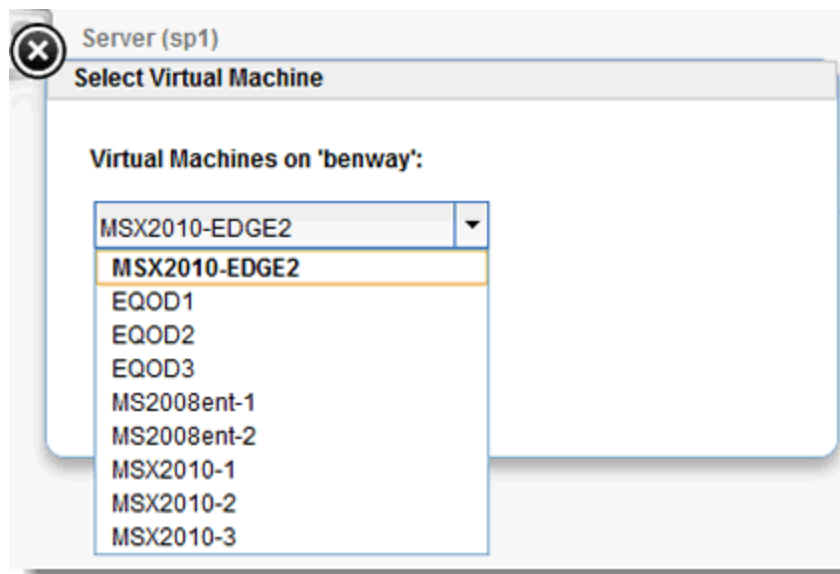 Server (sp1)
Select Virtual Machine
Virtual Machines on 'benway':
MSX2010-EDGE2
MSX2010-EDGE2
EQOD1
EQOD2
EQOD3
MS2008ent-1
MS2008ent-2
MSX2010-1
MSX2010-2
MSX2010-3